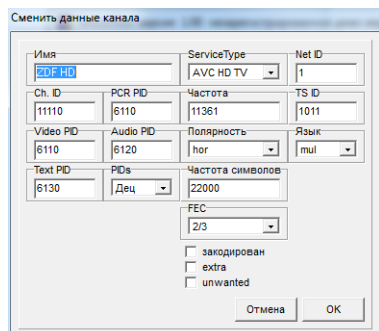 Сменить данные канала
Имя ServiceType Net ID
ZDF HD AVC HD TV 1
Ch. ID PCR PID Частота TS ID
11110 6110 11361 1011
Video PID Audio PID Полярность Язык
6110 6120 hor mul
Text PID PIDs Частота символов
6130 Дец 22000
FEC
2/3
закодирован
extra
unwanted
Отмена OK